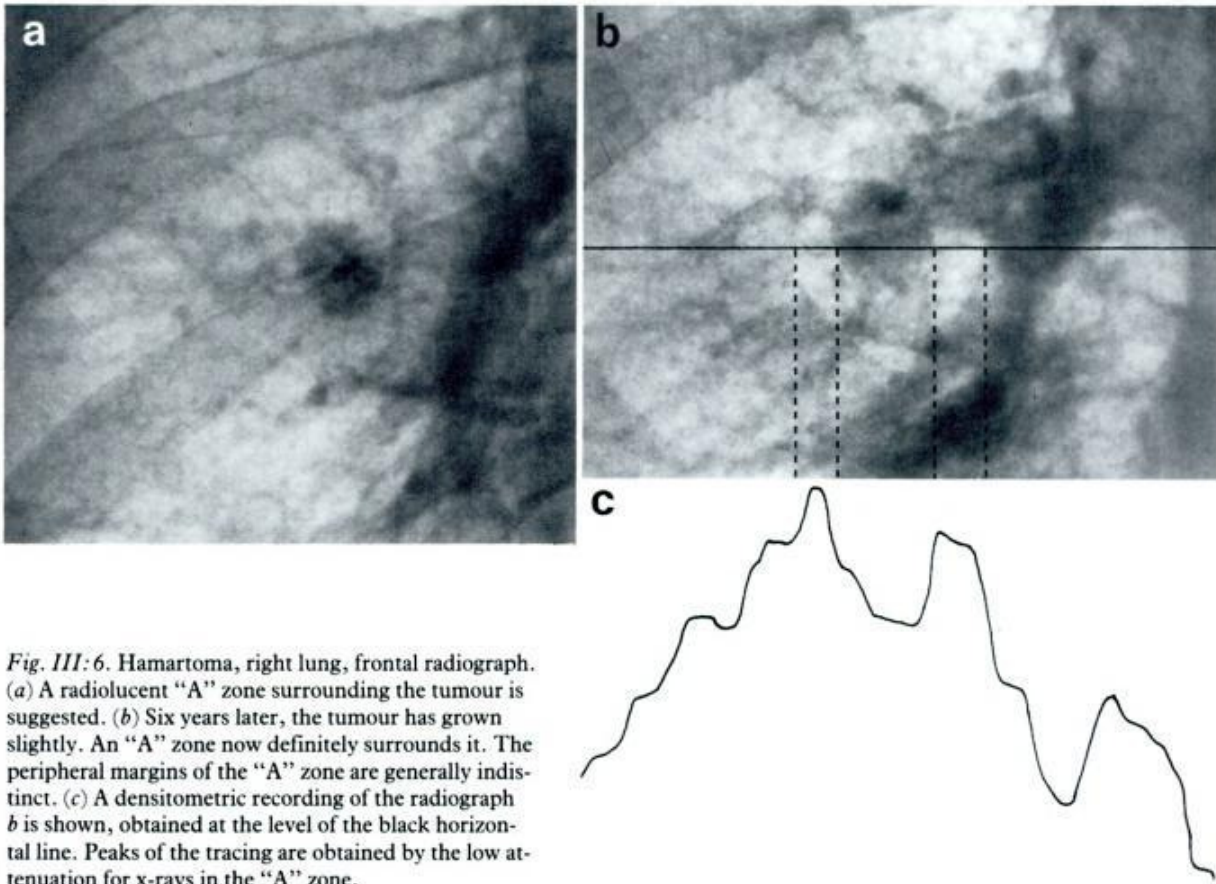 a
b
c
Fig. III:6. Hamartoma, right lung, frontal radiograph.
(a) A radiolucent “A” zone surrounding the tumour is
suggested. (b) Six years later, the tumour has grown
slightly. An “A” zone now definitely surrounds it. The
peripheral margins of the “A” zone are generally indis-
tinct. (c) A densitometric recording of the radiograph
b is shown, obtained at the level of the black horizon-
tal line. Peaks of the tracing are obtained by the low at-
tenuation for x-rays in the “A” zone.